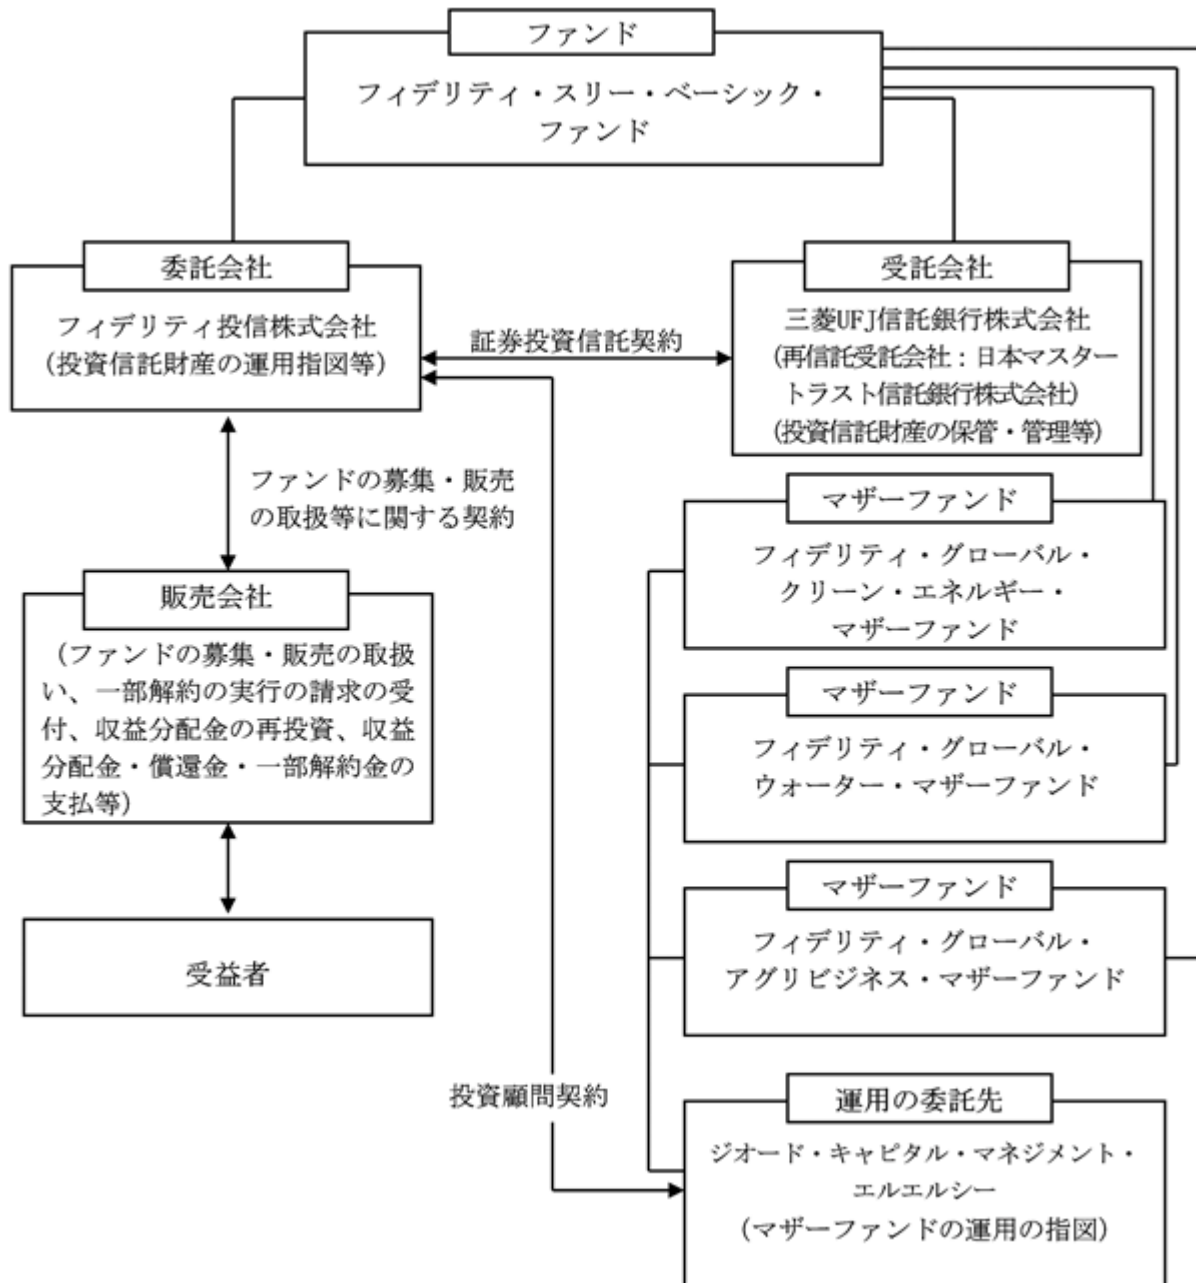 ファンド
フィデリティ・スリー・ベーシック・
ファンド
委託会社
フィデリティ投信株式会社
(投資信託財産の運用指図等)
証券投資信託契約
受託会社
三菱UFJ信託銀行株式会社
(再信託受託会社：日本マスター
トラスト信託銀行株式会社)
(投資信託財産の保管・管理等)
ファンドの募集・販売
の取扱等に関する契約
販売会社
(ファンドの募集・販売の取扱
い、一部解約の実行の請求の受
付、収益分配金の再投資、収益
分配金・償還金・一部解約金の
支払等)
受益者
マザーファンド
フィデリティ・グローバル・
クリーン・エネルギー・
マザーファンド
マザーファンド
フィデリティ・グローバル・
ウォーター・マザーファンド
マザーファンド
フィデリティ・グローバル・
アグリビジネス・マザーファンド
投資顧問契約
運用の委託先
ジオード・キャピタル・マネジメント・
エルエルシー
(マザーファンドの運用の指図)